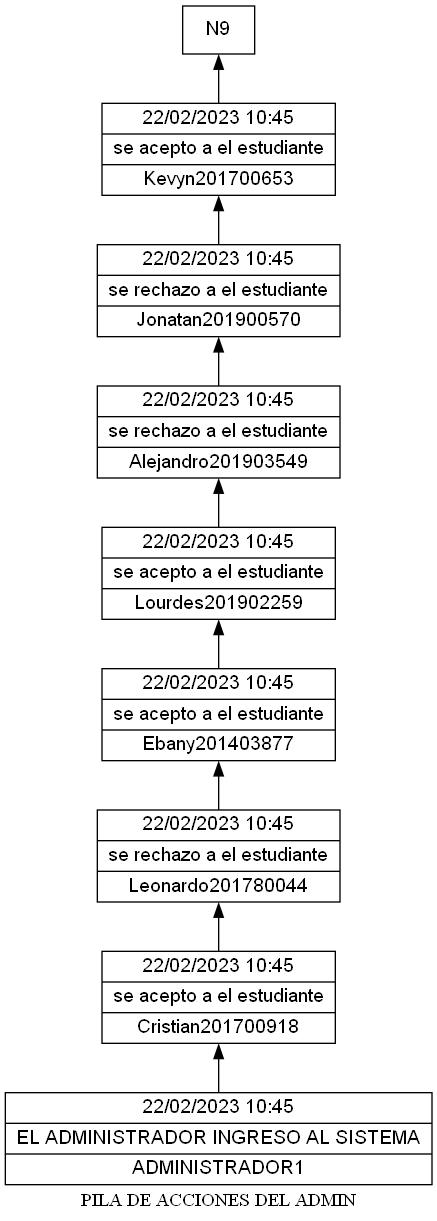 N9
22/02/2023 10:45
se acepto a el estudiante
Kevyn201700653
22/02/2023 10:45
se rechazo a el estudiante
Jonatan201900570
22/02/2023 10:45
se rechazo a el estudiante
Alejandro201903549
22/02/2023 10:45
se acepto a el estudiante
Lourdes201902259
22/02/2023 10:45
se acepto a el estudiante
Ebany201403877
22/02/2023 10:45
se rechazo a el estudiante
Leonardo201780044
22/02/2023 10:45
se acepto a el estudiante
Cristian201700918
22/02/2023 10:45
EL ADMINISTRADOR INGRESO AL SISTEMA
ADMINISTRADOR1
PILA DE ACCIONES DEL ADMIN